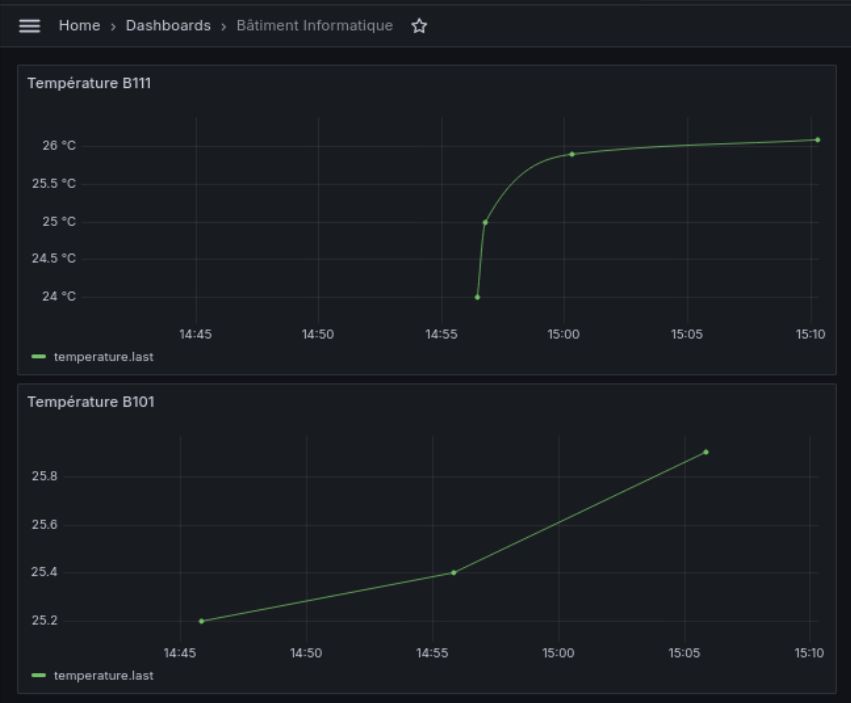 Home › Dashboards › Bâtiment Informatique
Température B111
26 °C
25.5 °C
25 °C
24.5 °C
24 °C
14:45 14:50 14:55 15:00 15:05 15:10
temperature.last
Température B101
25.8
25.6
25.4
25.2
14:45 14:50 14:55 15:00 15:05 15:10
temperature.last